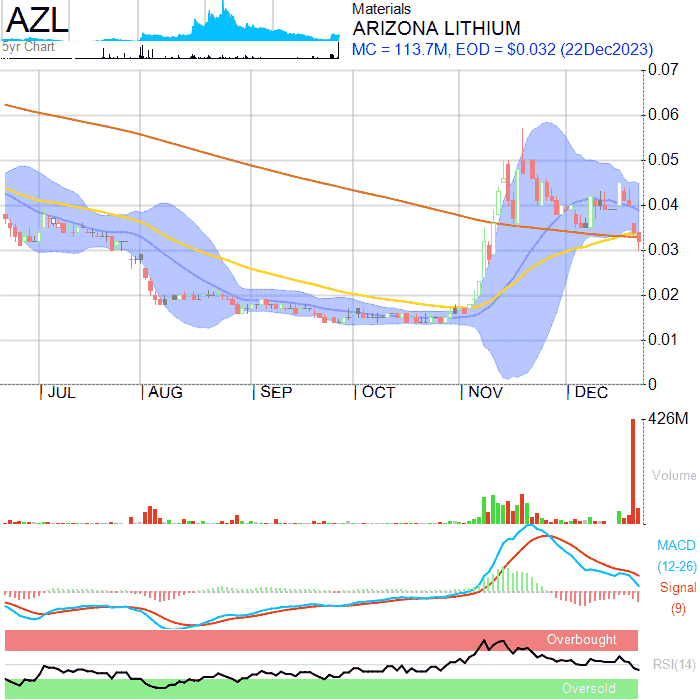 AZL
5yr Chart
Materials
ARIZONA LITHIUM
MC = 113.7M, EOD = $0.032 (22Dec2023)
0.07
0.06
0.05
0.04
0.03
0.02
0.01
0
JUL AUG SEP OCT NOV DEC
426M
Volume
MACD
(12-26)
Signal
(9)
Overbought
RSI(14)
Oversold